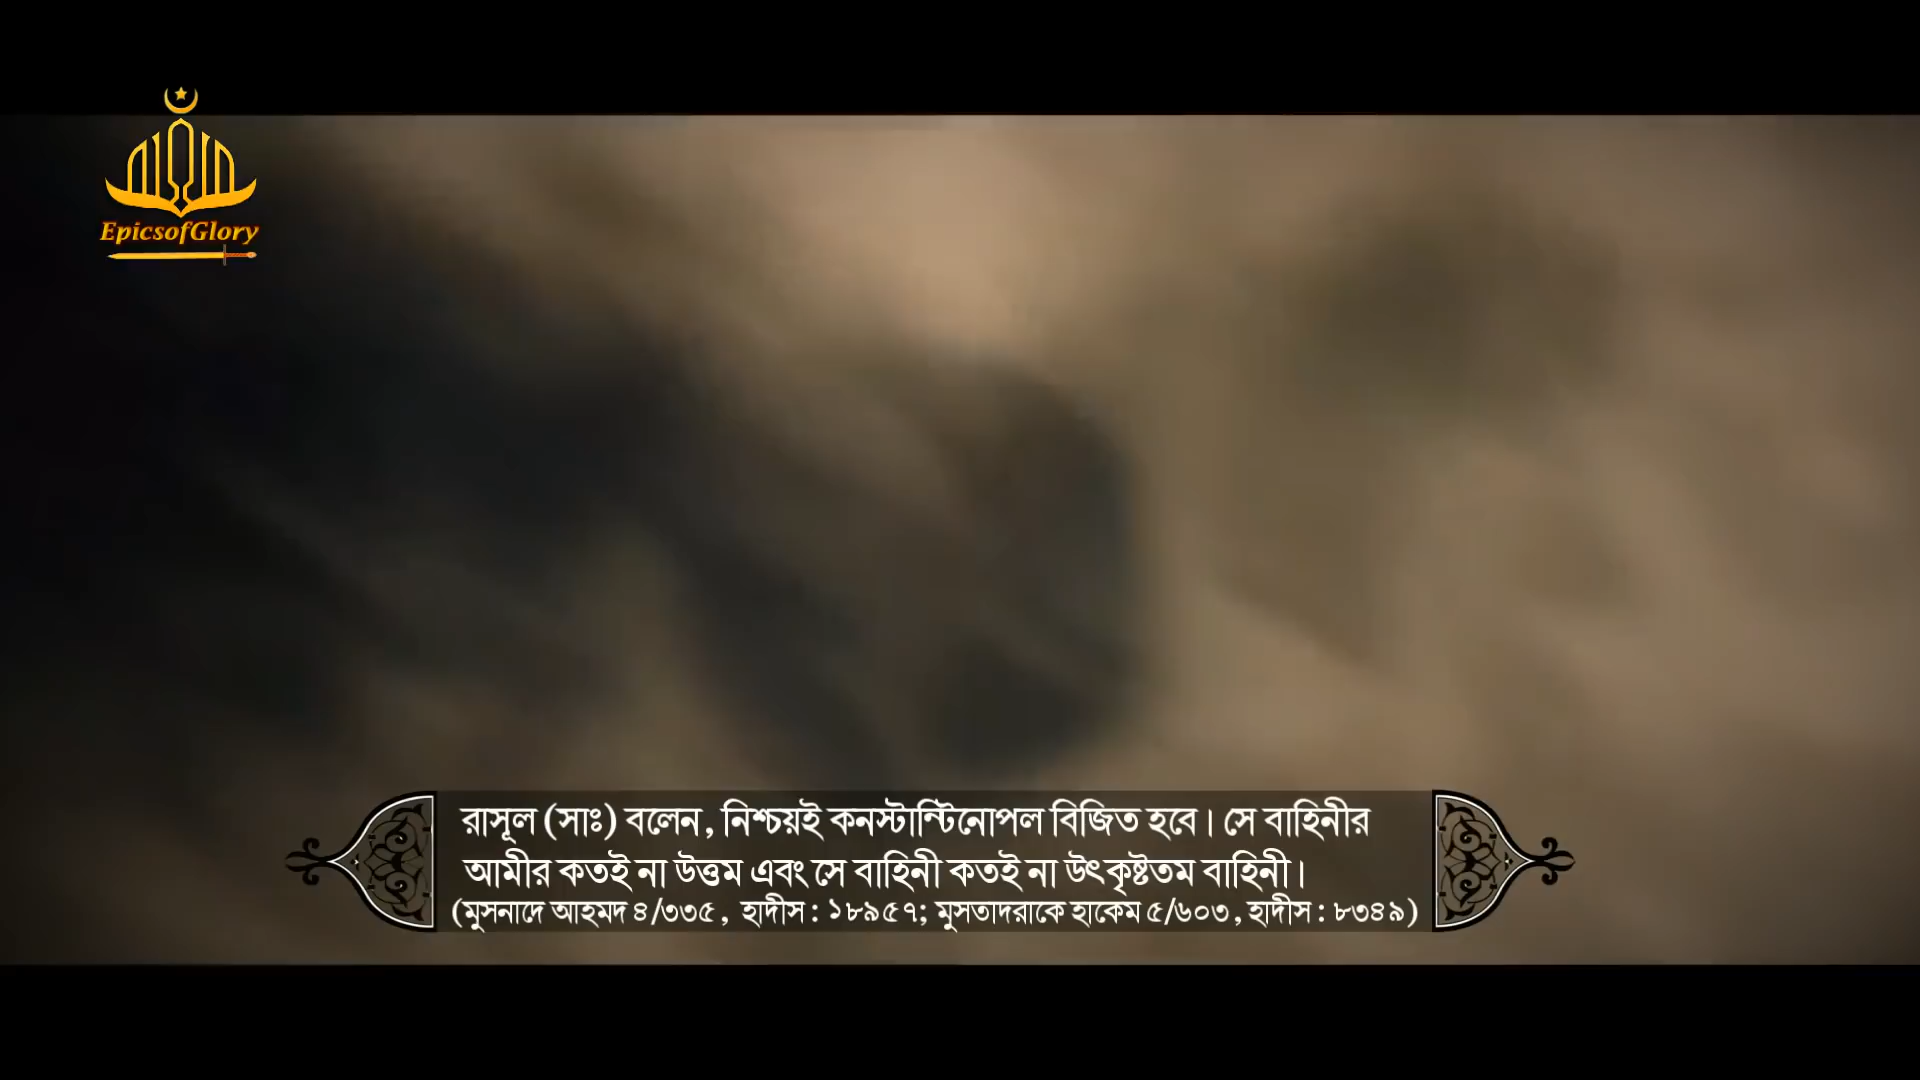 EpicsofGlory
রাসূল (সাঃ) বলেন, নিশ্চয়ই কনস্টান্টিনোপল বিজিত হবে। সে বাহিনীর
আমীর কতই না উত্তম এবং সে বাহিনী কতই না উৎকৃষ্টতম বাহিনী।
(মুসনাদে আহমদ ৪/৩৩৫, হাদীস : ১৮৯৫৭; মুসতাদরাকে হাকেম ৫/৬০৩, হাদীস : ৮৩৪৯)